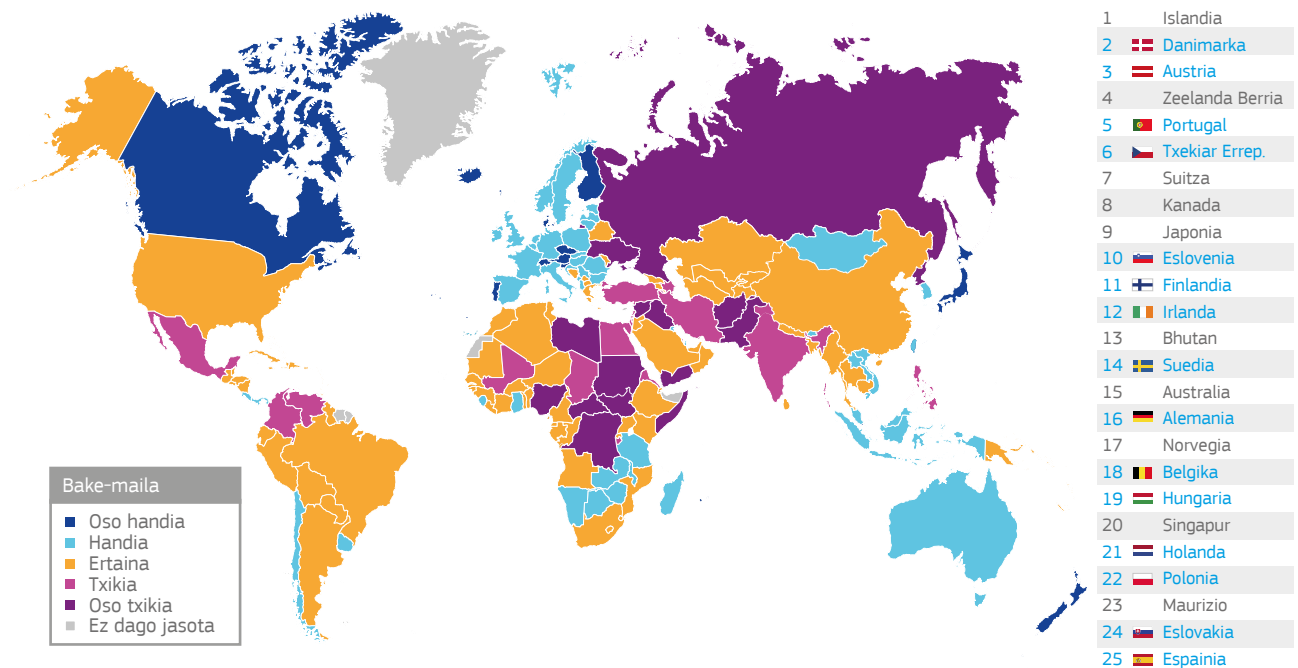 Bake-maila
Oso handia
Handia
Ertaina
Txikia
Oso txikia
Ez dago jasota
1 Islandia
2 Danimarka
3 Austria
4 Zeelanda Berria
5 Portugal
6 Txekiar Errep.
7 Suitza
8 Kanada
9 Japonia
10 Eslovenia
11 Finlandia
12 Irlanda
13 Bhutan
14 Suedia
15 Australia
16 Alemania
17 Norvegia
18 Belgika
19 Hungaria
20 Singapur
21 Holanda
22 Polonia
23 Maurizio
24 Eslovakia
25 Espainia